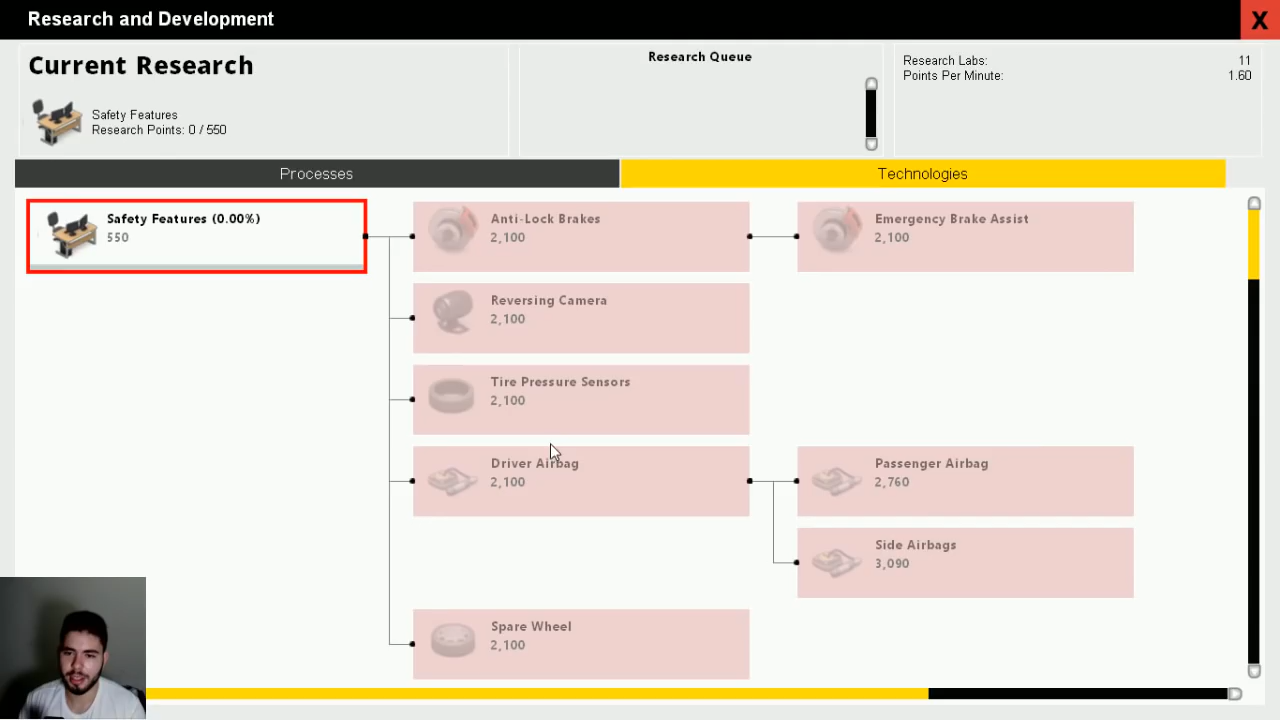 Research and Development
X
Current Research
Safety Features
Research Points: 0 / 550
Research Queue
Research Labs: 11
Points Per Minute: 1.60
Processes
Technologies
Safety Features (0.00%)
550
Anti-Lock Brakes
2,100
Emergency Brake Assist
2,100
Reversing Camera
2,100
Tire Pressure Sensors
2,100
Driver Airbag
2,100
Passenger Airbag
2,760
Side Airbags
3,090
Spare Wheel
2,100